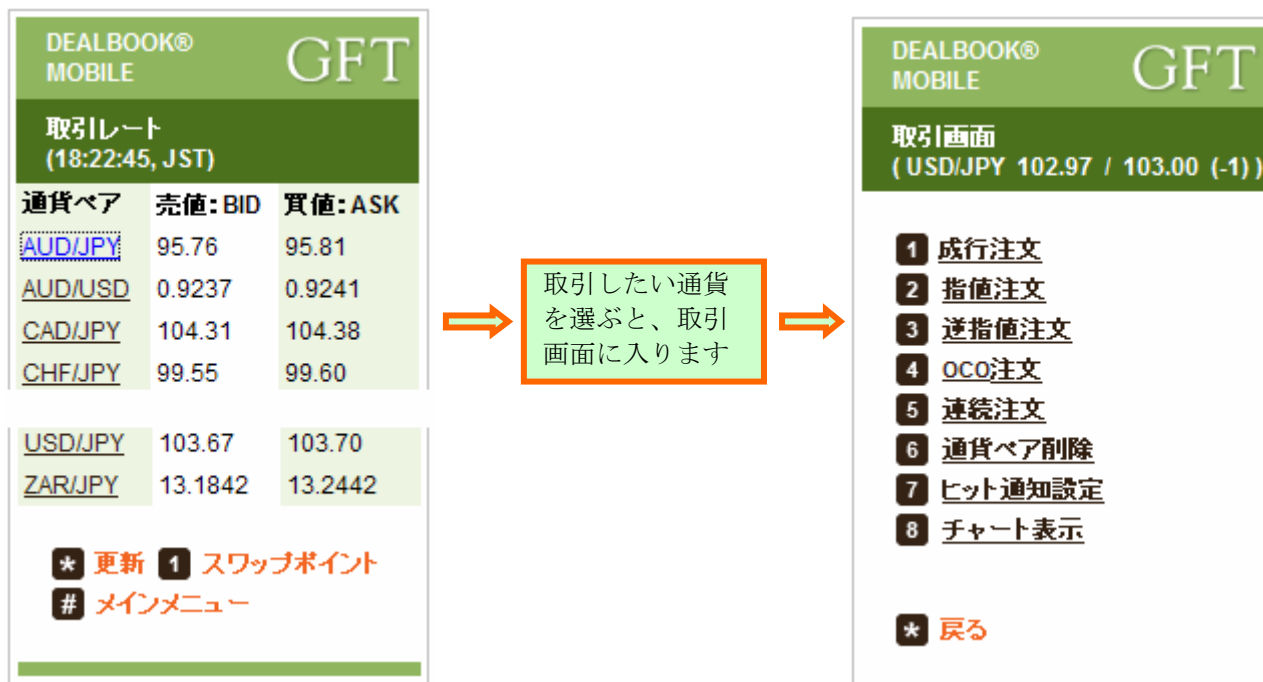 DEALBOOK®
MOBILE
GFT
取引レート
(18:22:45, JST)
通貨ペア 売値:BID 買値:ASK
AUD/JPY 95.76 95.81
AUD/USD 0.9237 0.9241
CAD/JPY 104.31 104.38
CHF/JPY 99.55 99.60
USD/JPY 103.67 103.70
ZAR/JPY 13.1842 13.2442
* 更新 1 スワップポイント
# メインメニュー
取引したい通貨
を選ぶと、取引
画面に入ります
DEALBOOK®
MOBILE
GFT
取引画面
( USD/JPY 102.97 / 103.00 (-1) )
1 成行注文
2 指値注文
3 逆指値注文
4 OCO注文
5 連続注文
6 通貨ペア削除
7 ヒット通知設定
8 チャート表示
* 戻る